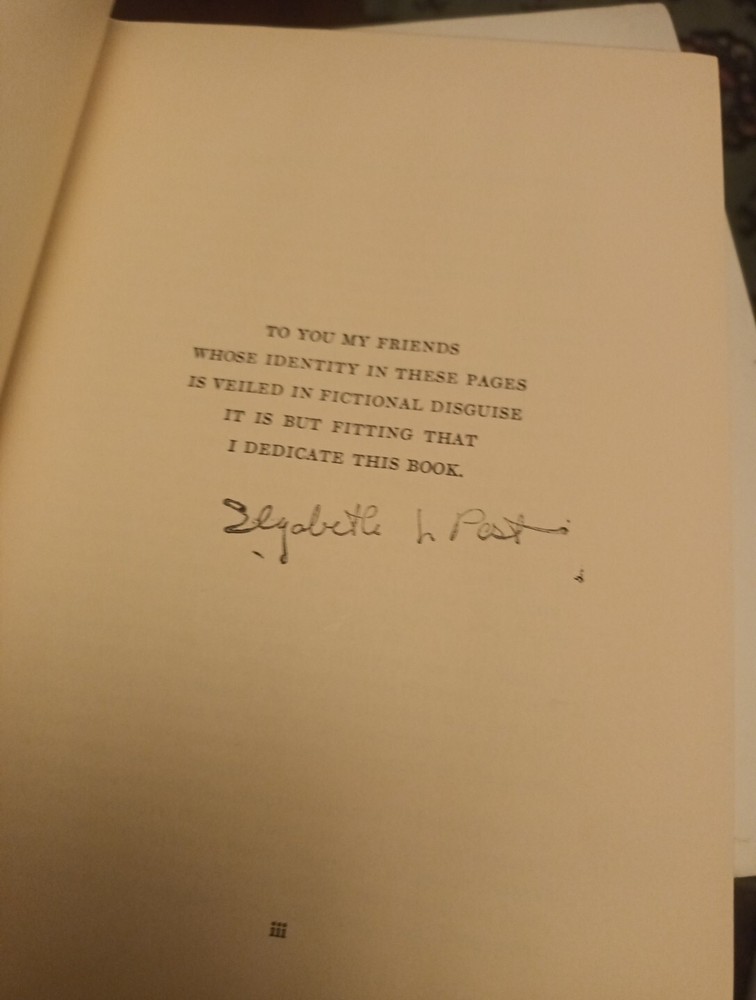 TO YOU MY FRIENDS
WHOSE IDENTITY IN THESE PAGES
IS VEILED IN FICTIONAL DISGUISE
IT IS BUT FITTING THAT
I DEDICATE THIS BOOK.
Elizabeth L Post
iii